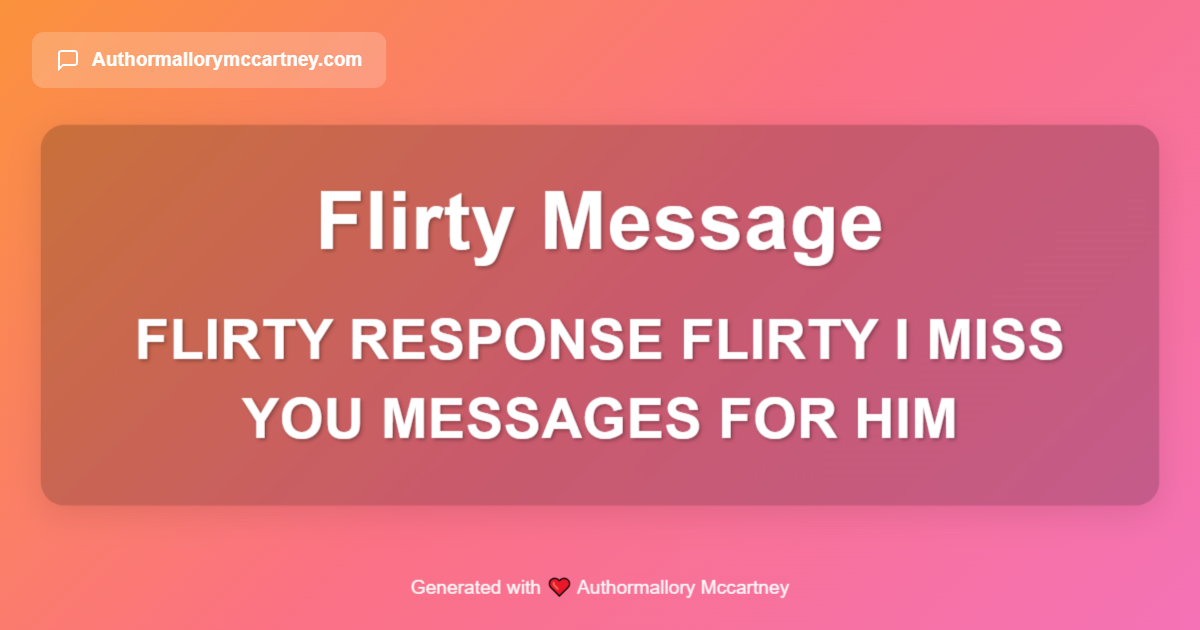 Authormallorymccartney.com
Flirty Message
FLIRTY RESPONSE FLIRTY I MISS
YOU MESSAGES FOR HIM
Generated with ❤️ Authormallory Mccartney